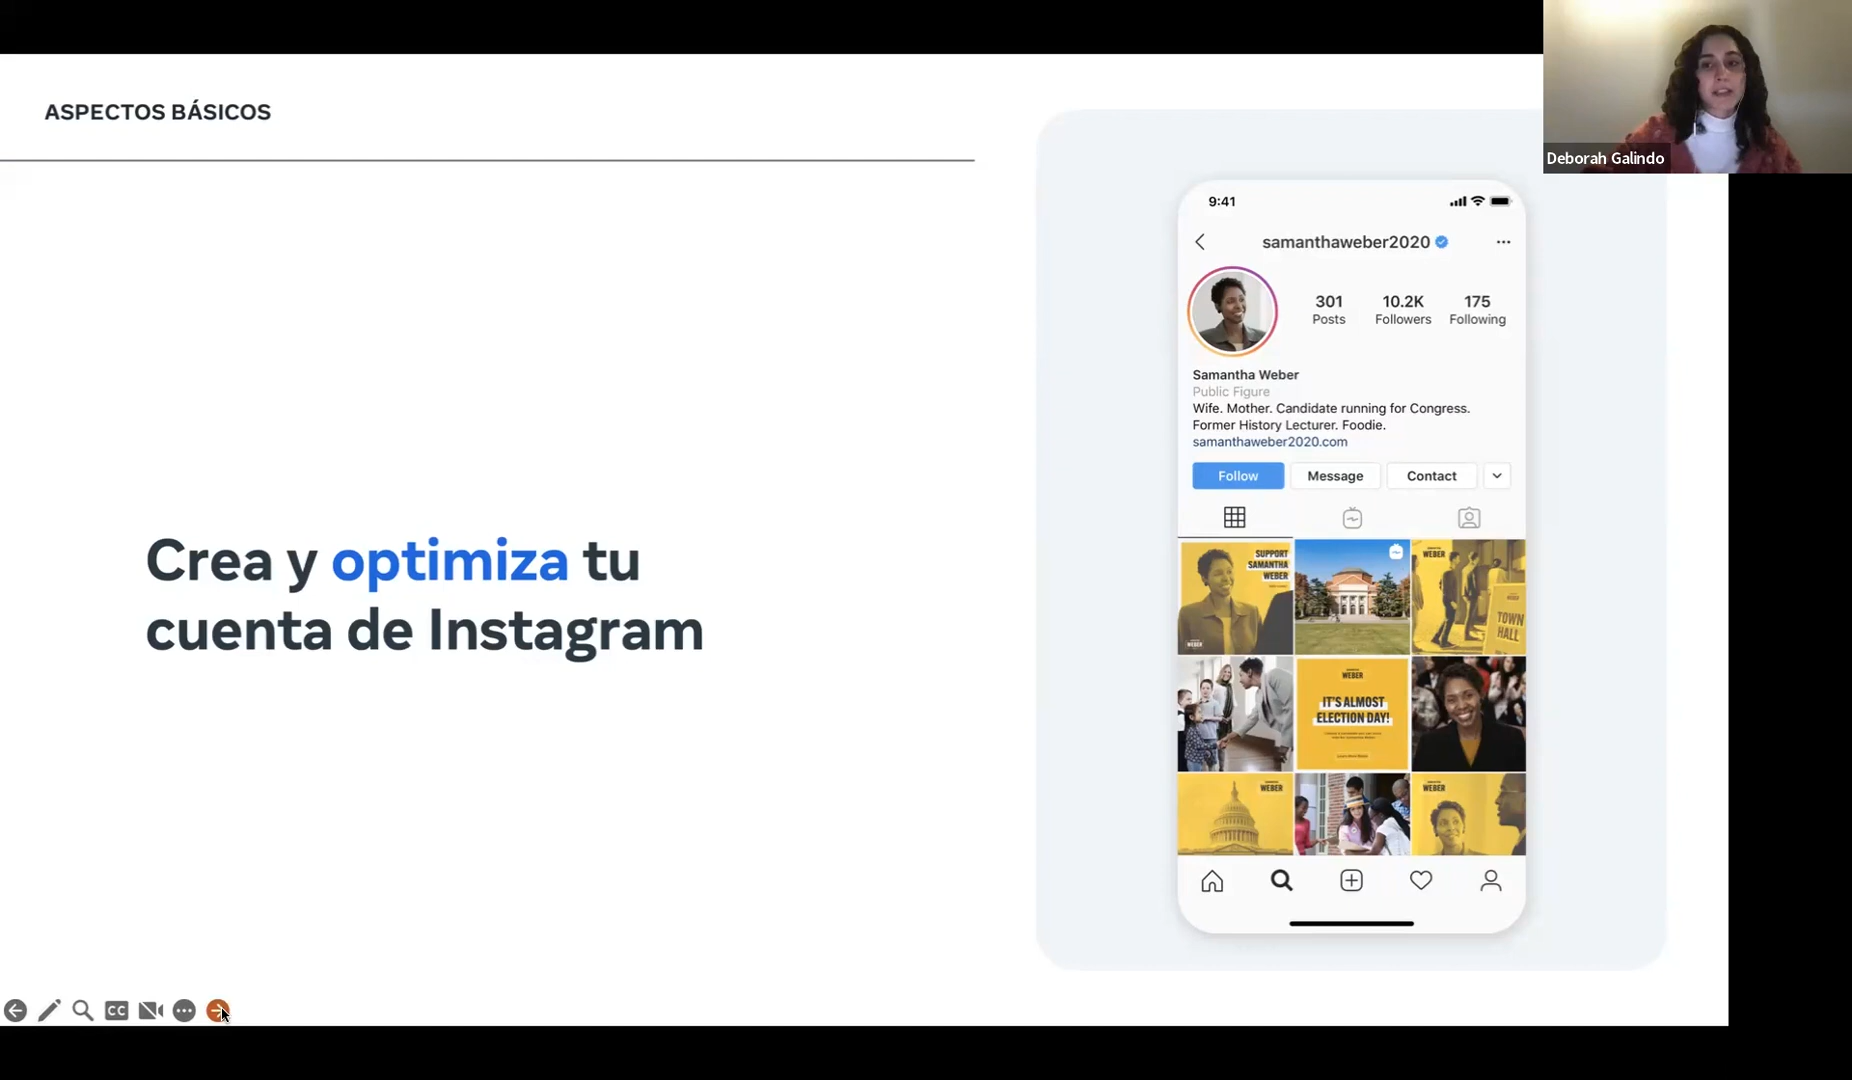 ASPECTOS BÁSICOS
Crea y optimiza tu
cuenta de Instagram
Deborah Galindo
9:41
samanthaweber2020
301
Posts
10.2K
Followers
175
Following
Samantha Weber
Public Figure
Wife. Mother. Candidate running for Congress.
Former History Lecturer. Foodie.
samanthaweber2020.com
Follow
Message
Contact
SUPPORT
SAMANTHA
WEBER
WEBER
WEBER
TOWN
HALL
WEBER
IT'S ALMOST
ELECTION DAY!
WEBER
WEBER
CC